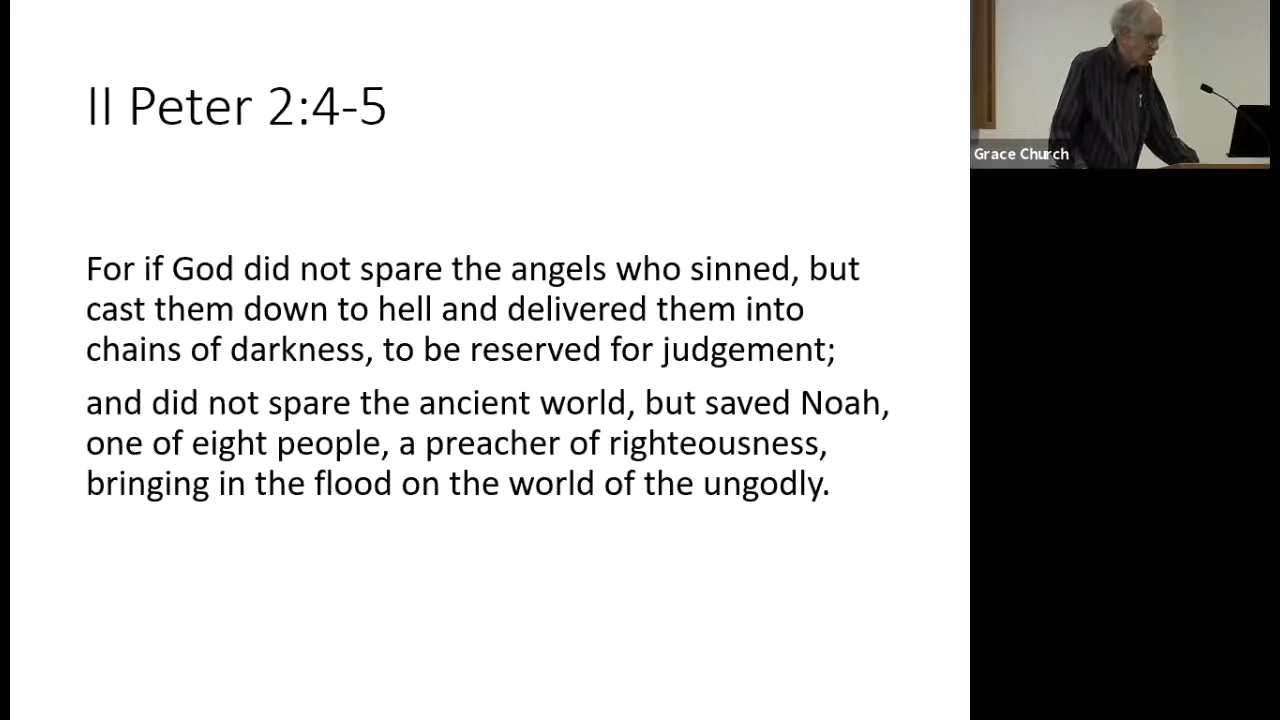 II Peter 2:4-5
For if God did not spare the angels who sinned, but
cast them down to hell and delivered them into
chains of darkness, to be reserved for judgement;
and did not spare the ancient world, but saved Noah,
one of eight people, a preacher of righteousness,
bringing in the flood on the world of the ungodly.
Grace Church